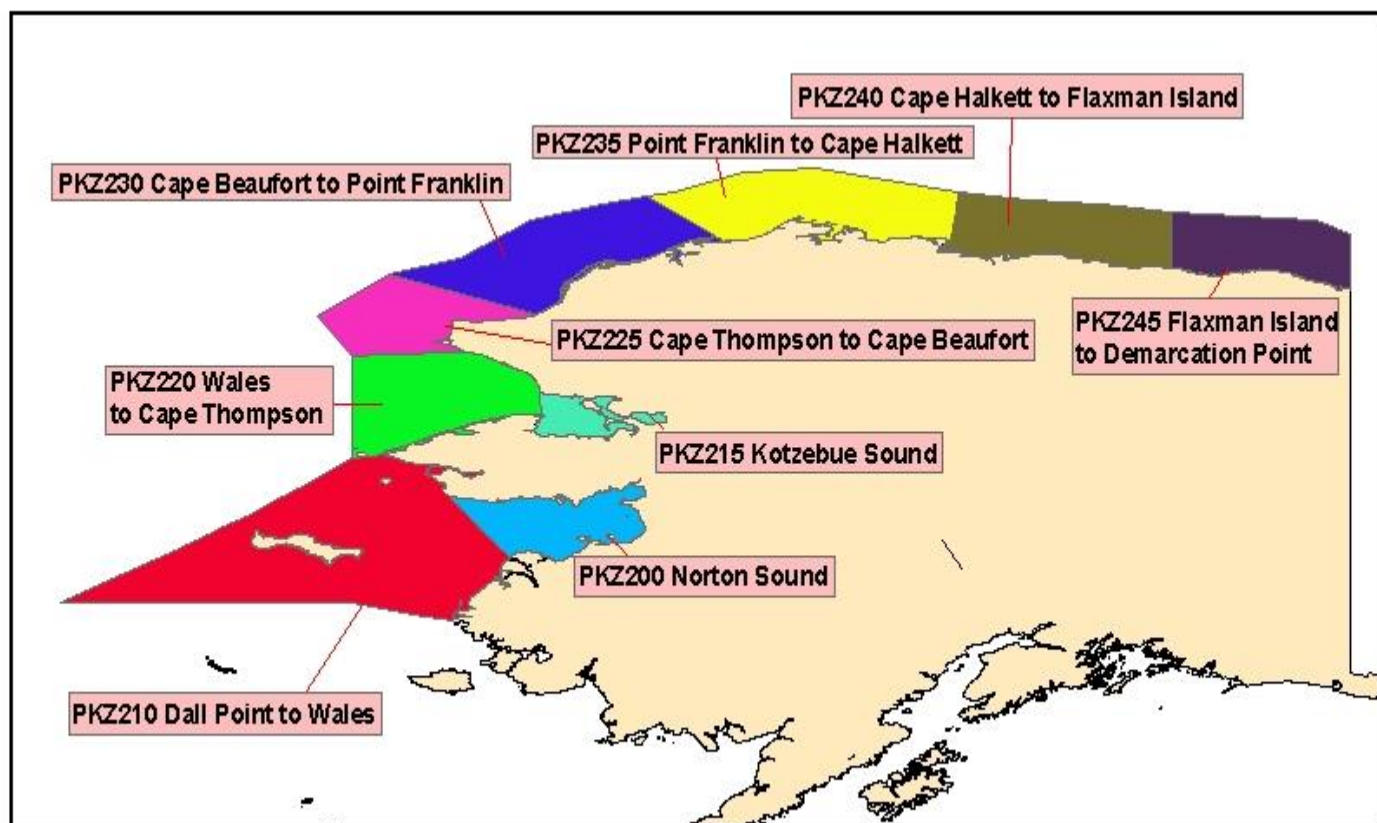 PKZ240 Cape Halkett to Flaxman Island
PKZ235 Point Franklin to Cape Halkett
PKZ230 Cape Beaufort to Point Franklin
PKZ225 Cape Thompson to Cape Beaufort
PKZ245 Flaxman Island
to Demarcation Point
PKZ220 Wales
to Cape Thompson
PKZ215 Kotzebue Sound
PKZ200 Norton Sound
PKZ210 Dall Point to Wales